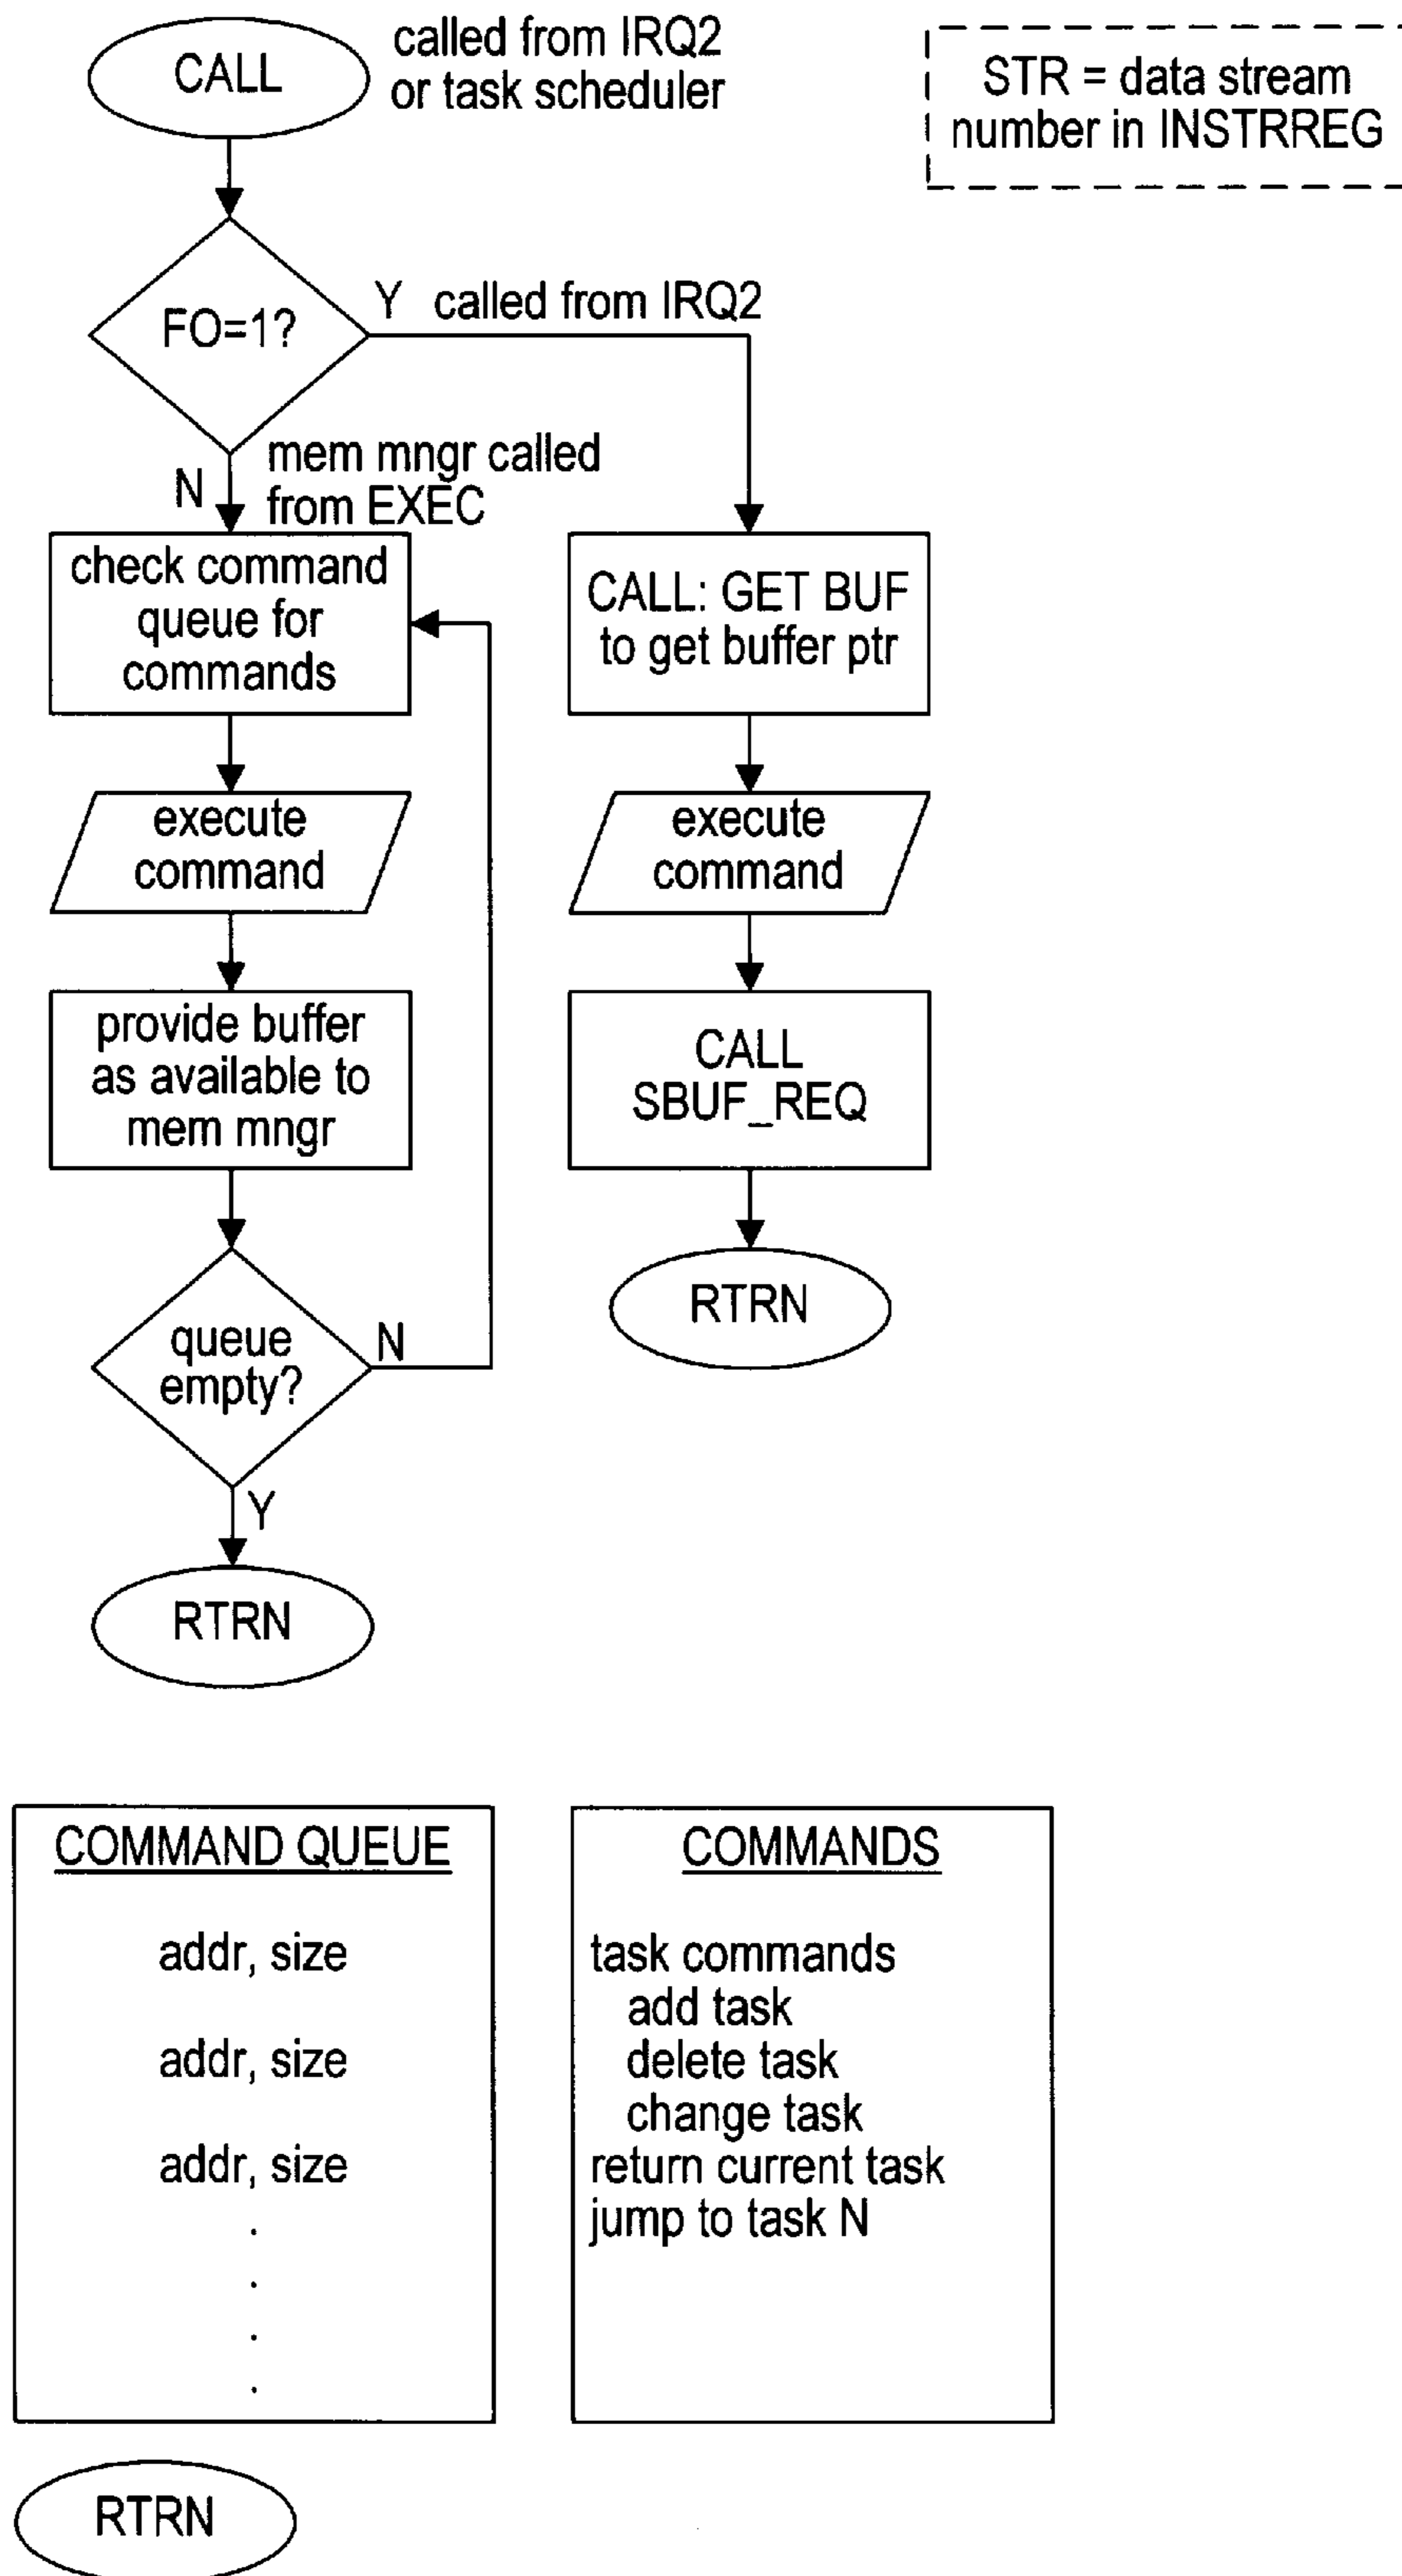 CALL
called from IRQ2
or task scheduler
STR = data stream
number in INSTRREG
FO=1?
Y called from IRQ2
N
mem mngr called
from EXEC
check command
queue for
commands
CALL: GET BUF
to get buffer ptr
execute
command
execute
command
provide buffer
as available to
mem mngr
CALL
SBUF_REQ
queue
empty?
N
RTRN
Y
RTRN
COMMAND QUEUE
addr, size
addr, size
addr, size
.
.
.
.
COMMANDS
task commands
add task
delete task
change task
return current task
jump to task N
RTRN